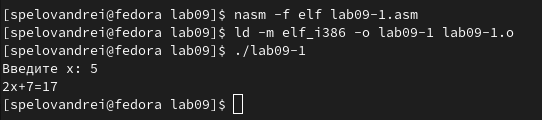 [spelovandrei@fedora lab09]$ nasm -f elf lab09-1.asm
[spelovandrei@fedora lab09]$ ld -m elf_i386 -o lab09-1 lab09-1.o
[spelovandrei@fedora lab09]$ ./lab09-1
Введите x: 5
2x+7=17
[spelovandrei@fedora lab09]$